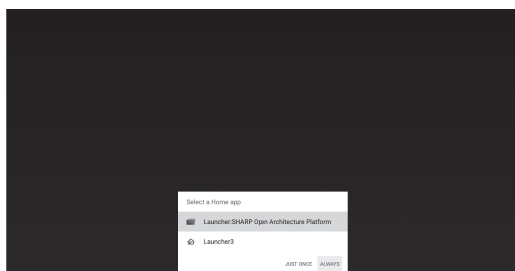 Select a Home app
Launcher:SHARP Open Architecture Platform
Launcher3
JUST ONCE ALWAYS